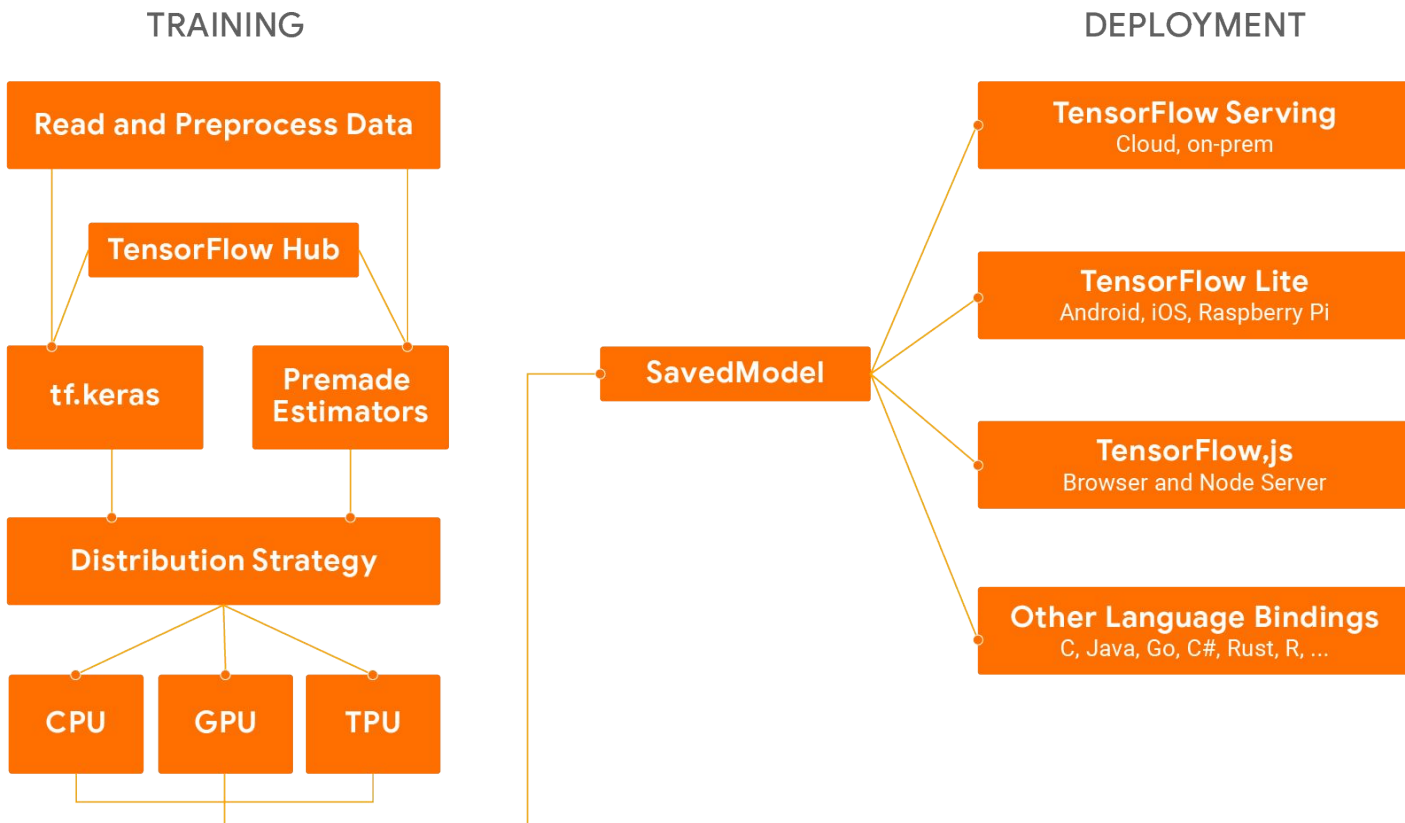 TRAINING
DEPLOYMENT
Read and Preprocess Data
TensorFlow Hub
tf.keras
Premade
Estimators
Distribution Strategy
CPU
GPU
TPU
SavedModel
TensorFlow Serving
Cloud, on-prem
TensorFlow Lite
Android, iOS, Raspberry Pi
TensorFlow,js
Browser and Node Server
Other Language Bindings
C, Java, Go, C#, Rust, R, ...